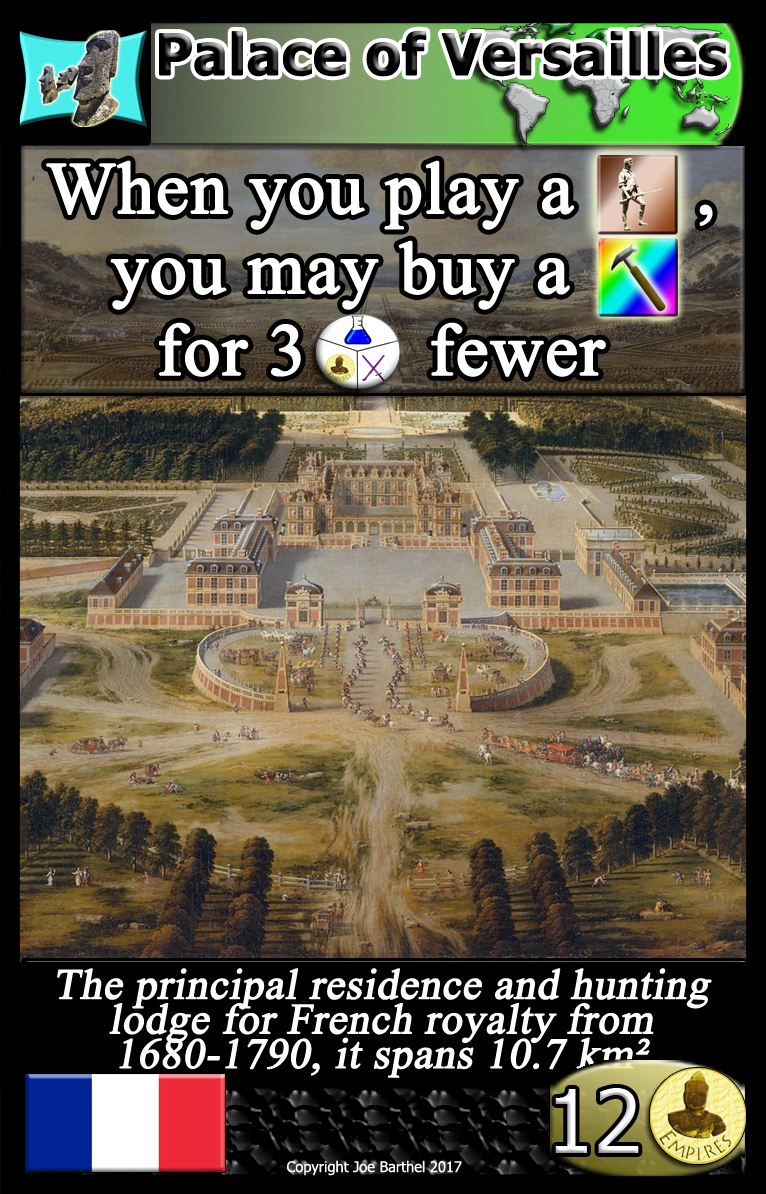 Palace of Versailles
When you play a ,
you may buy a
for 3 fewer
The principal residence and hunting
lodge for French royalty from
1680-1790, it spans 10.7 km²
12
EMPIRES
Copyright Joe Barthel 2017